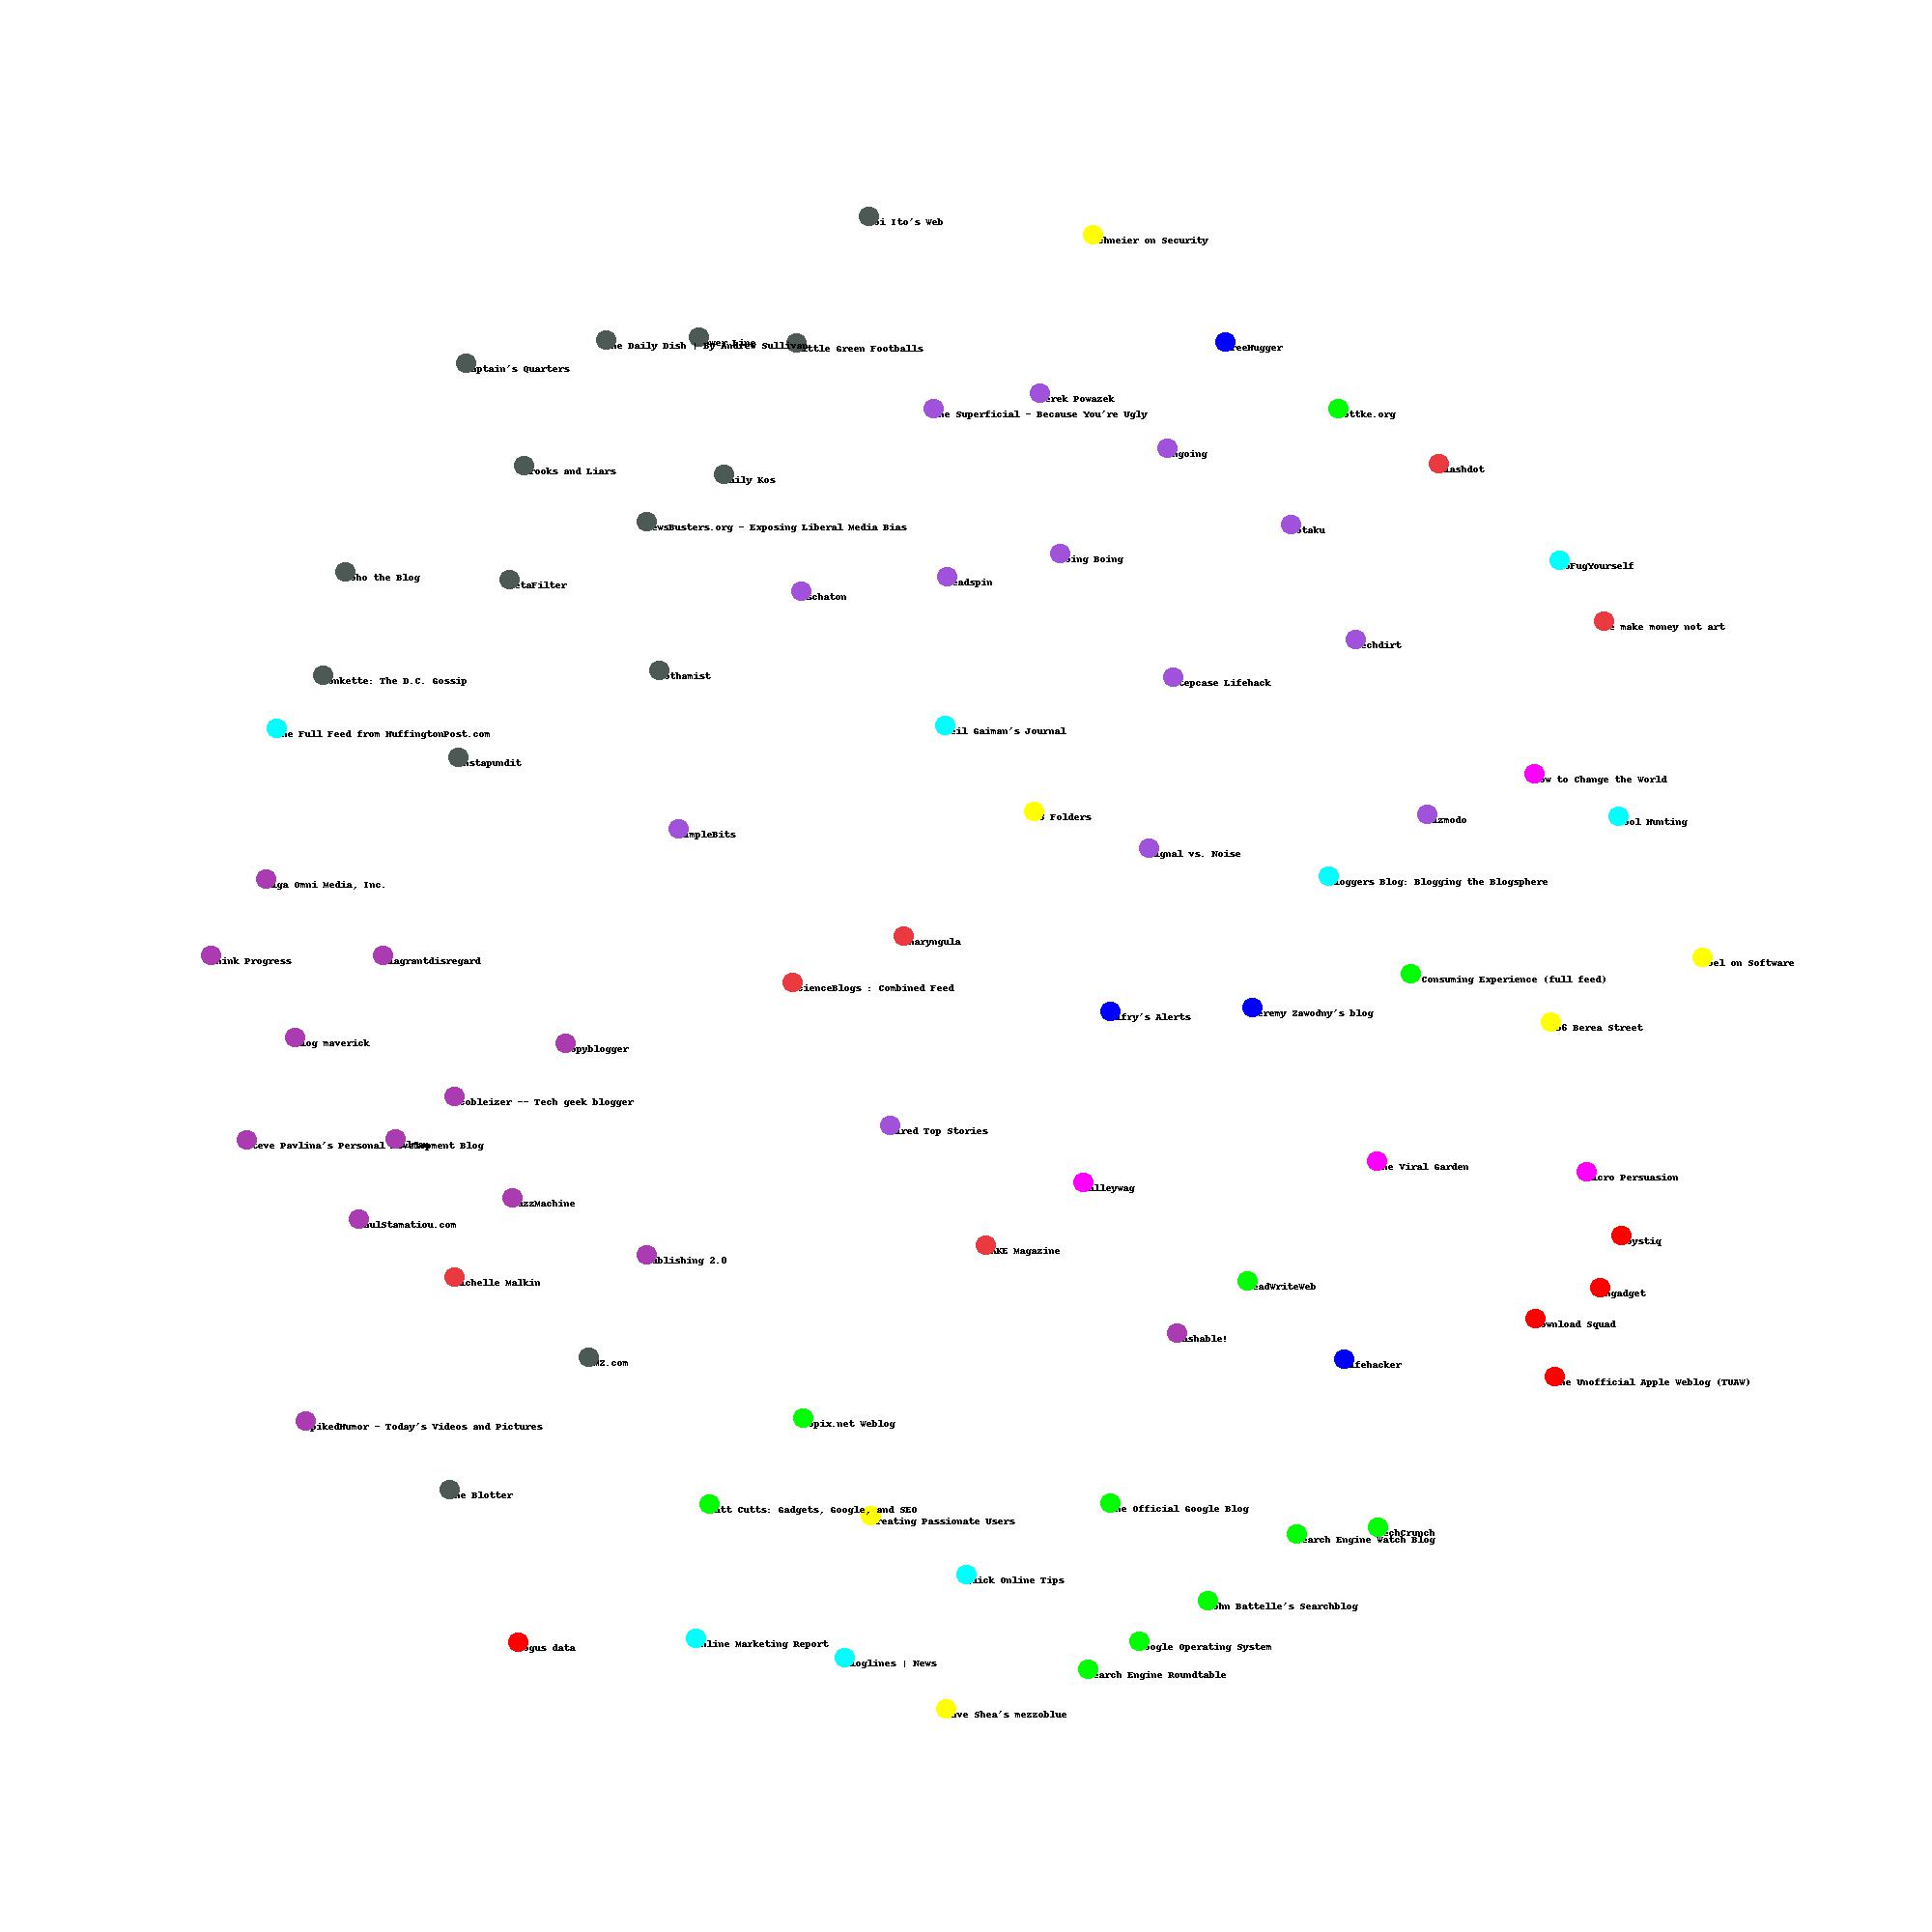 oi Ito's Web
hneier on Security
he Daily Dish | By Andrew Sullivan
ower Line
ittle Green Footballs
reeHugger
aptain's Quarters
erek Powazek
he Superficial - Because You're Ugly
ottke.org
ngoing
lashdot
rooks and Liars
aily Kos
ewsBusters.org - Exposing Liberal Media Bias
otaku
oing Boing
oFugYourself
oho the Blog
eadspin
etaFilter
schaton
e make money not art
echdirt
othamist
onkette: The D.C. Gossip
tepcase Lifehack
eil Gaiman's Journal
he Full Feed from HuffingtonPost.com
nstapundit
ow to Change the World
3 Folders
izmodo
ool Hunting
impleBits
ignal vs. Noise
loggers Blog: Blogging the Blogsphere
iga Omni Media, Inc.
haryngula
hink Progress
lagrantdisregard
oel on Software
Consuming Experience (full feed)
cienceBlogs : Combined Feed
eremy Zawodny's blog
lfry's Alerts
56 Berea Street
log maverick
opyblogger
cobleizer -- Tech geek blogger
ired Top Stories
teve Pavlina's Personal Development Blog
he Viral Garden
icro Persuasion
alleywag
uzzMachine
aulStamatiou.com
oystiq
AKE Magazine
ublishing 2.0
ichelle Malkin
eadWriteWeb
ngadget
ownload Squad
ashable!
MZ.com
ifehacker
he Unofficial Apple Weblog (TUAW)
opix.net Weblog
pikedHumor - Today's Videos and Pictures
he Blotter
att Cutts: Gadgets, Google, and SEO
he Official Google Blog
reating Passionate Users
echCrunch
earch Engine Watch Blog
uick Online Tips
ohn Battelle's Searchblog
nline Marketing Report
oogle Operating System
ogus data
loglines | News
earch Engine Roundtable
ave Shea's mezzoblue